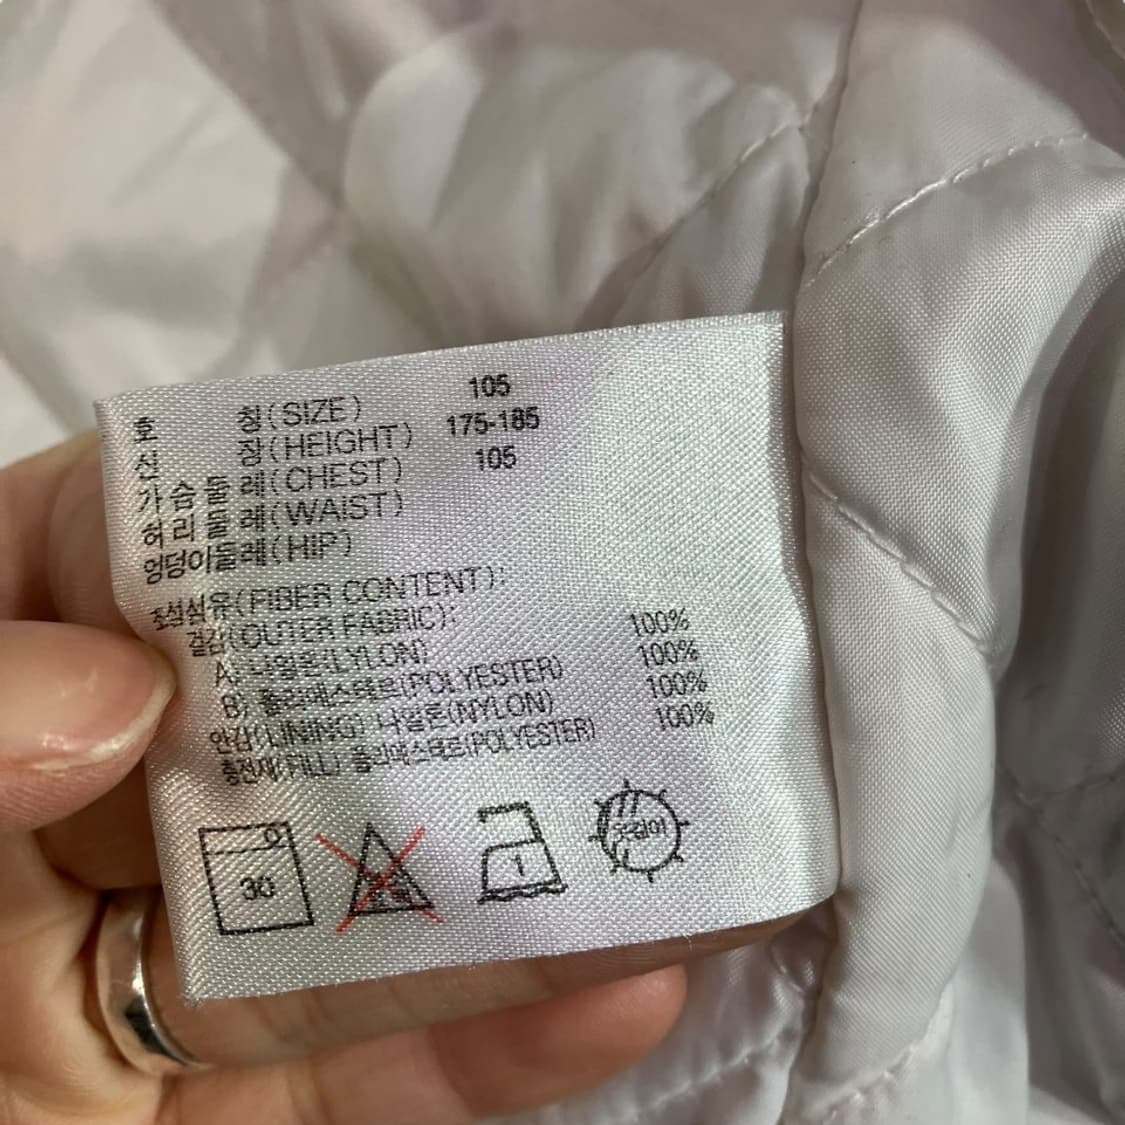 호 칭(SIZE) 105
신 장(HEIGHT) 175-185
가 슴 둘 레(CHEST) 105
허 리 둘 레(WAIST)
엉덩이둘레(HIP)
조성섬유(FIBER CONTENT):
겉감(OUTER FABRIC):
A: 나일론(LYLON) 100%
B) 폴리에스테르(POLYESTER) 100%
안감(LINING) 나일론(NYLON) 100%
충전재(FILL) 폴리에스테르(POLYESTER) 100%
30
1